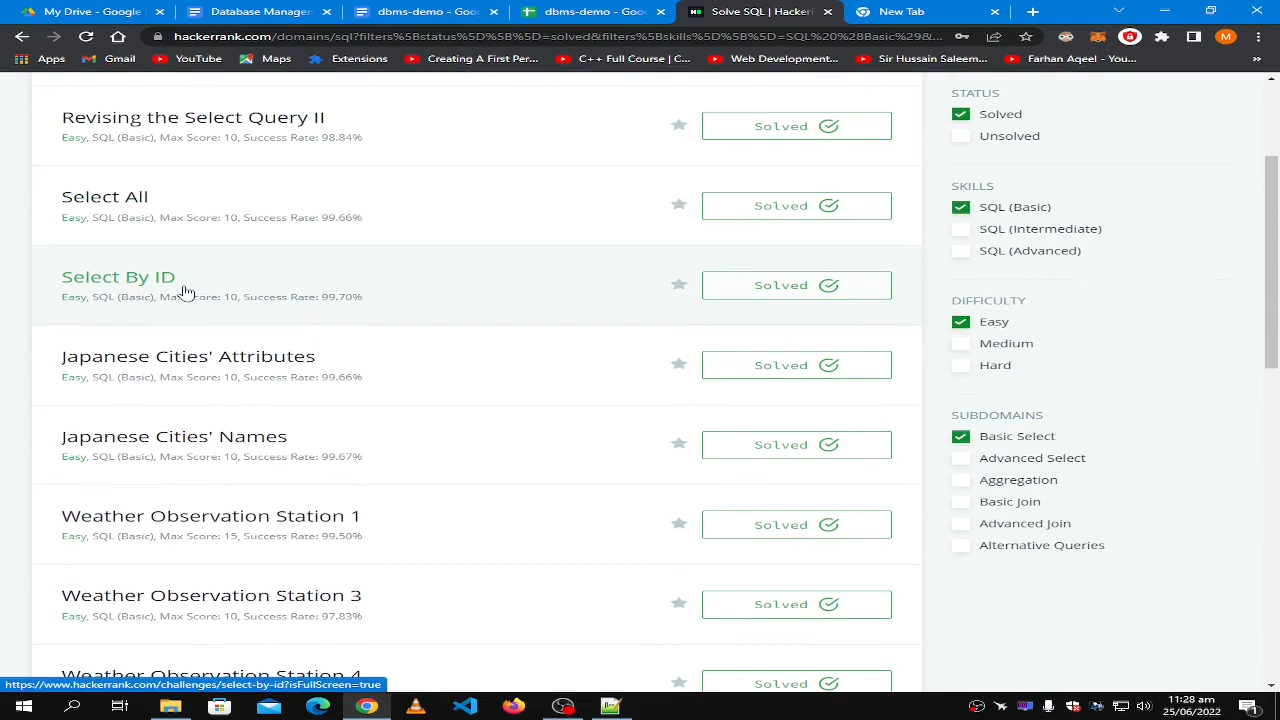 My Drive - Google
Database Managem
dbms-demo - Goog
dbms-demo - Goog
Solve SQL | HackerR
New Tab
hackerrank.com/domains/sql?filters%5Bstatus%5D%5B%5D=solved&filters%5Bskills%5D%5B%5D=SQL%20%28Basic%29&...
Apps
Gmail
YouTube
Maps
Extensions
Creating A First Per...
C++ Full Course | C...
Web Development...
Sir Hussain Saleem...
Farhan Aqeel - You...
Revising the Select Query II
Easy, SQL (Basic), Max Score: 10, Success Rate: 98.84%
Solved
Select All
Easy, SQL (Basic), Max Score: 10, Success Rate: 99.66%
Solved
Select By ID
Easy, SQL (Basic), Max Score: 10, Success Rate: 99.70%
Solved
Japanese Cities' Attributes
Easy, SQL (Basic), Max Score: 10, Success Rate: 99.66%
Solved
Japanese Cities' Names
Easy, SQL (Basic), Max Score: 10, Success Rate: 99.67%
Solved
Weather Observation Station 1
Easy, SQL (Basic), Max Score: 15, Success Rate: 99.50%
Solved
Weather Observation Station 3
Easy, SQL (Basic), Max Score: 10, Success Rate: 97.83%
Solved
Weather Observation Station 4
Solved
STATUS
Solved
Unsolved
SKILLS
SQL (Basic)
SQL (Intermediate)
SQL (Advanced)
DIFFICULTY
Easy
Medium
Hard
SUBDOMAINS
Basic Select
Advanced Select
Aggregation
Basic Join
Advanced Join
Alternative Queries
https://www.hackerrank.com/challenges/select-by-id?isFullScreen=true
11:28 am
25/06/2022